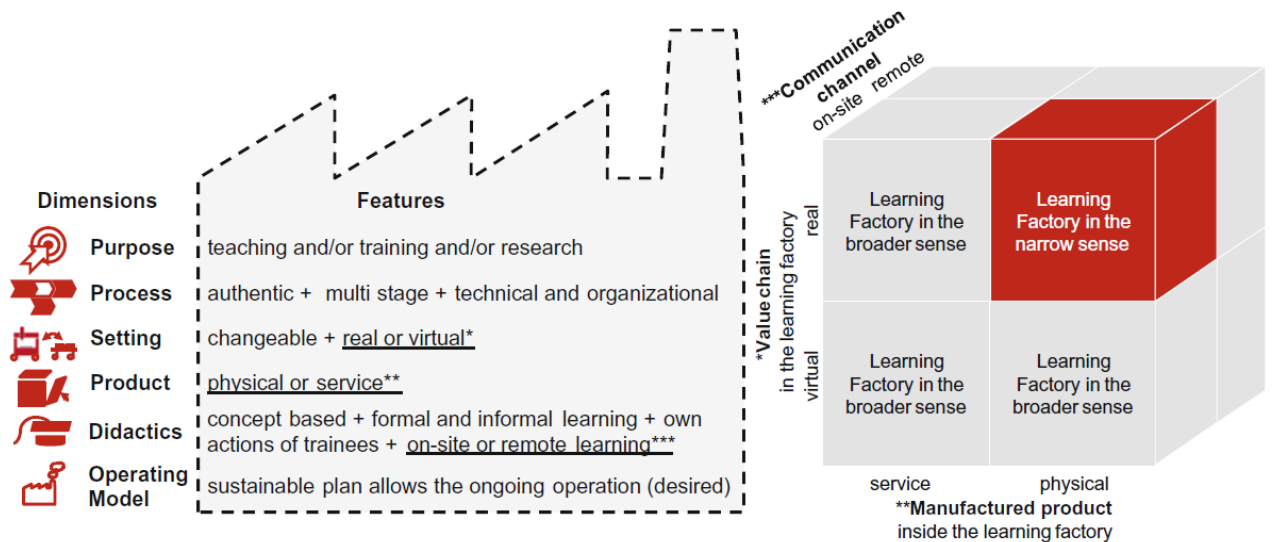 Dimensions
Features
Purpose
teaching and/or training and/or research
Process
authentic + multi stage + technical and organizational
Setting
changeable + real or virtual*
Product
physical or service**
Didactics
concept based + formal and informal learning + own
actions of trainees + on-site or remote learning***
Operating
Model
sustainable plan allows the ongoing operation (desired)
***Communication
channel
on-site remote
*Value chain
in the learning factory
real
virtual
Learning
Factory in the
broader sense
Learning
Factory in the
narrow sense
Learning
Factory in the
broader sense
Learning
Factory in the
broader sense
service
physical
**Manufactured product
inside the learning factory